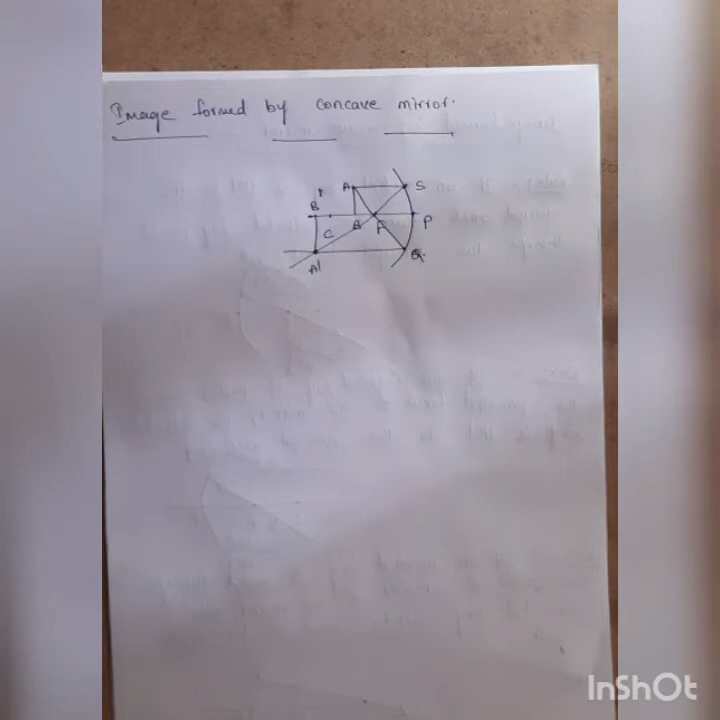 Image formed by concave mirror.
A S
B'
C B F P
A' Q.
InShOt